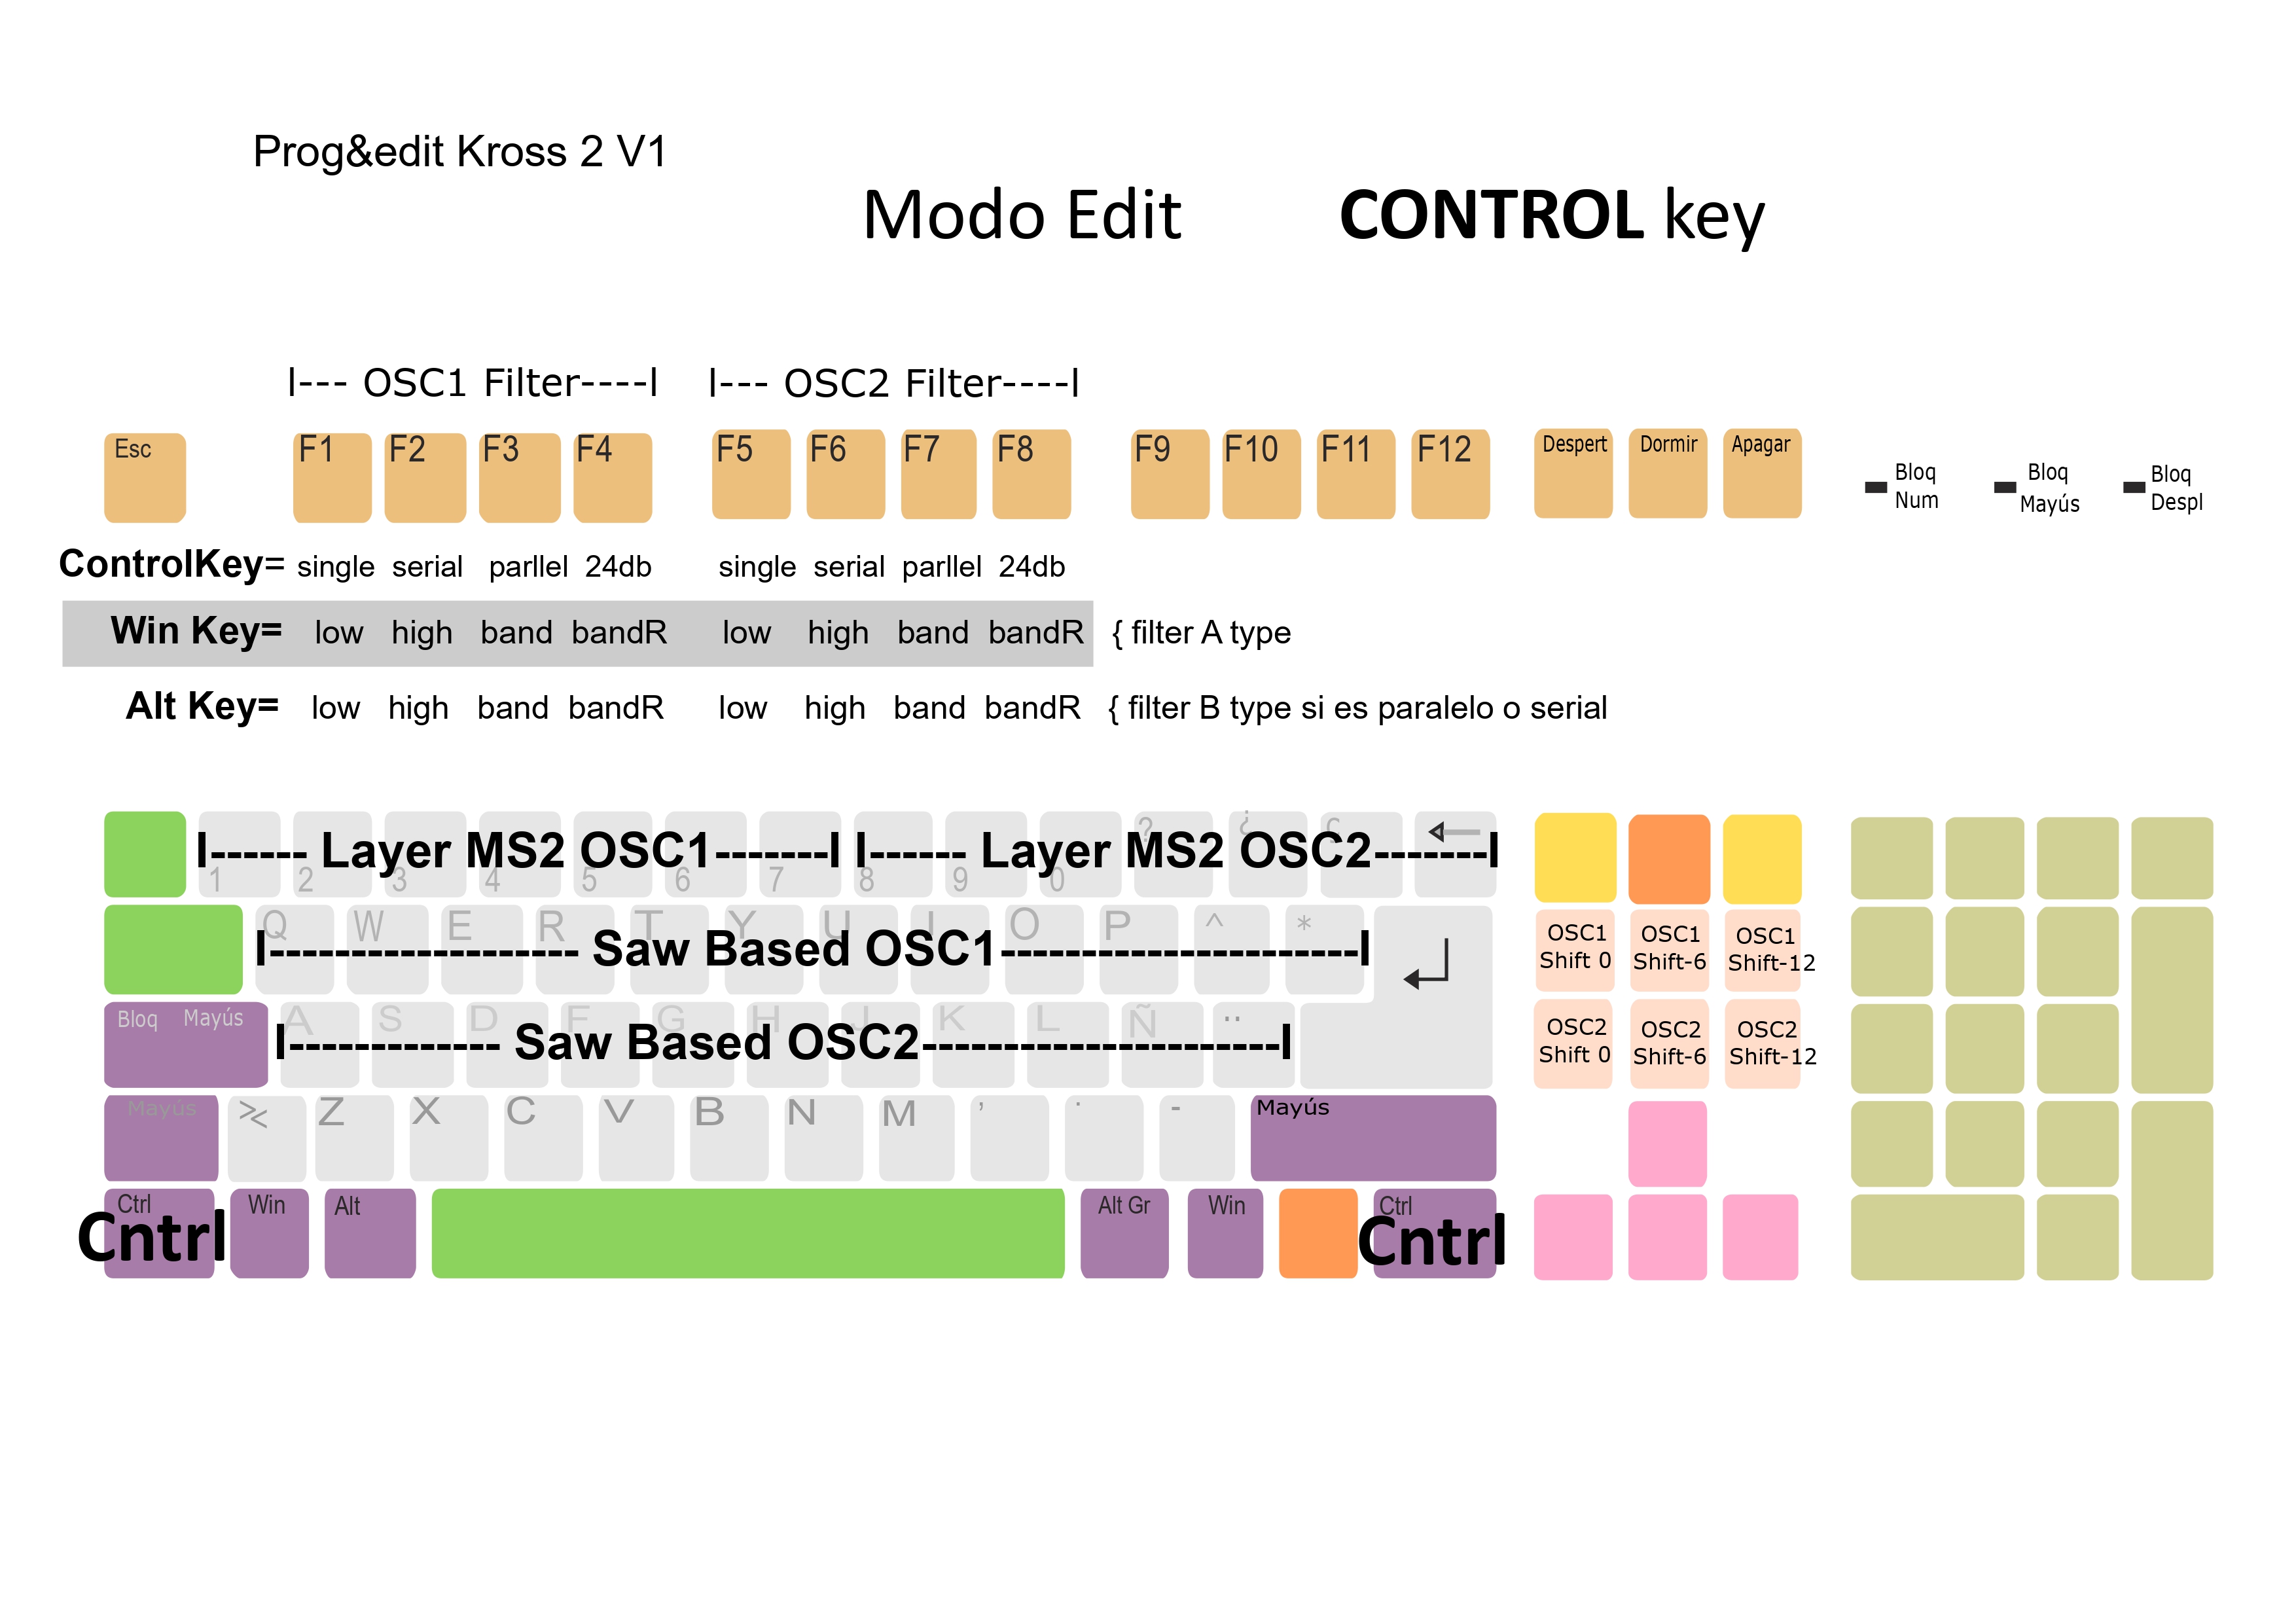 Prog&edit Kross 2 V1
Modo Edit CONTROL key
l--- OSC1 Filter----l l--- OSC2 Filter----l
Esc F1 F2 F3 F4 F5 F6 F7 F8 F9 F10 F11 F12 Despert Dormir Apagar
Bloq Num
Bloq Mayús
Bloq Despl
ControlKey= single serial parllel 24db single serial parllel 24db
Win Key= low high band bandR low high band bandR { filter A type
Alt Key= low high band bandR low high band bandR { filter B type si es paralelo o serial
l------ Layer MS2 OSC1-------l l------ Layer MS2 OSC2-------l
1 2 3 4 5 6 7 8 9 0 ? ¿ Ç
Q W E R T Y U I O P ^ *
l------------------- Saw Based OSC1----------------------l
OSC1 Shift 0
OSC1 Shift-6
OSC1 Shift-12
Bloq Mayús A S D F G H J K L Ñ ¨
l------------- Saw Based OSC2----------------------l
OSC2 Shift 0
OSC2 Shift-6
OSC2 Shift-12
Mayús >< Z X C V B N M , . - Mayús
Ctrl Win Alt Alt Gr Win Ctrl
Cntrl Cntrl